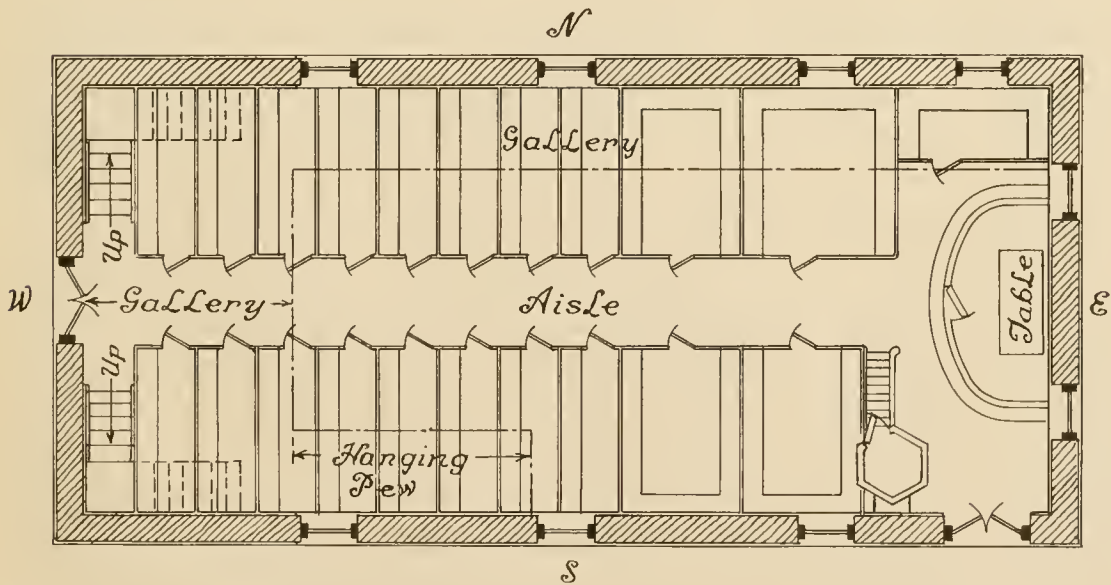 N
Gallery
Up
W
Gallery
Aisle
Table
E
Up
Hanging
Pew
S